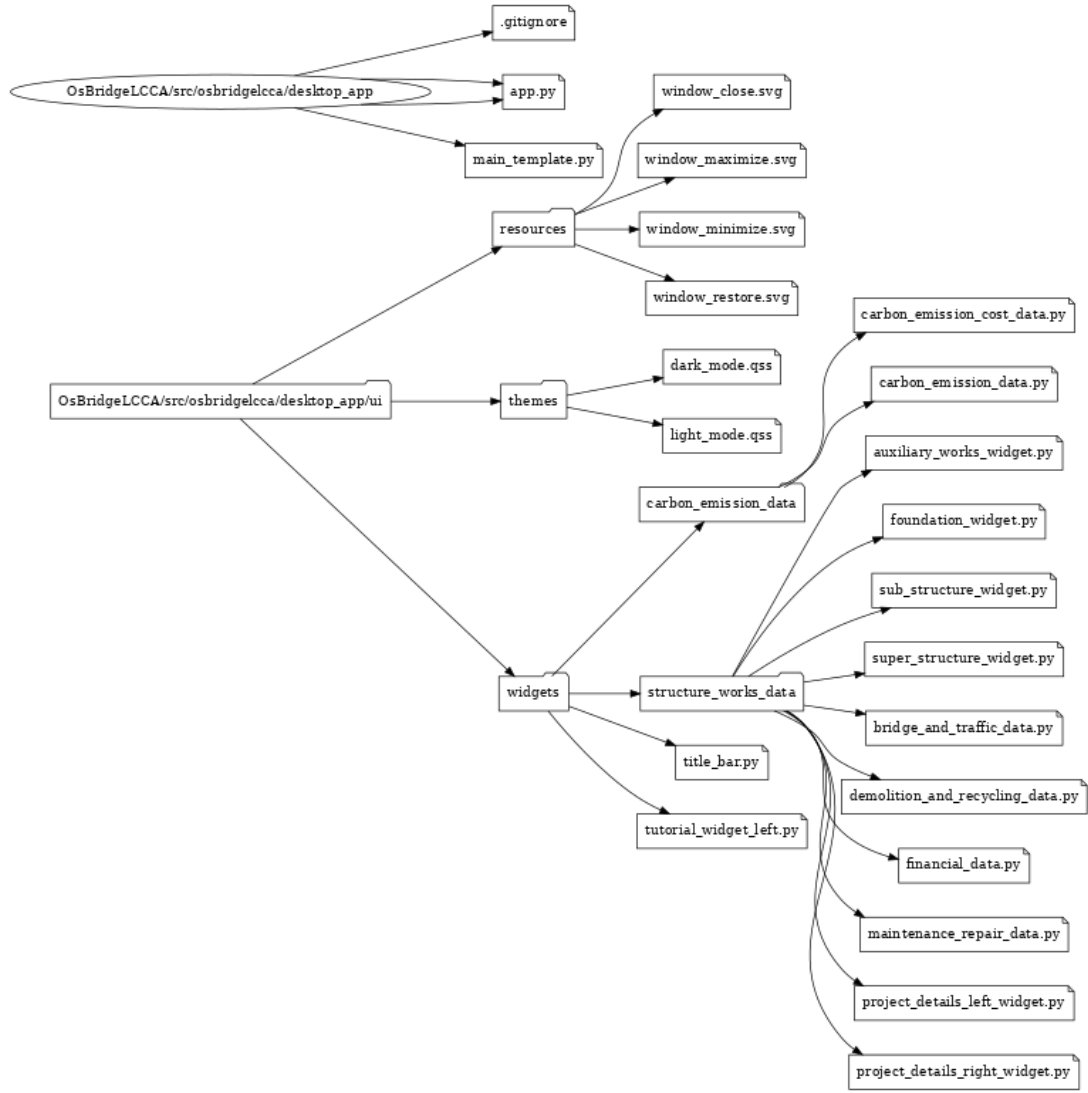 .gitignore
OsBridgeLCCA/src/osbridgelcca/desktop_app
app.py
main_template.py
window_close.svg
window_maximize.svg
resources
window_minimize.svg
window_restore.svg
OsBridgeLCCA/src/osbridgelcca/desktop_app/ui
themes
dark_mode.qss
light_mode.qss
carbon_emission_data
carbon_emission_cost_data.py
carbon_emission_data.py
widgets
structure_works_data
title_bar.py
tutorial_widget_left.py
auxiliary_works_widget.py
foundation_widget.py
sub_structure_widget.py
super_structure_widget.py
bridge_and_traffic_data.py
demolition_and_recycling_data.py
financial_data.py
maintenance_repair_data.py
project_details_left_widget.py
project_details_right_widget.py